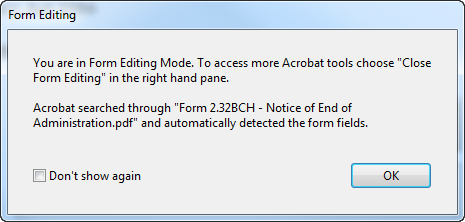 Form Editing
You are in Form Editing Mode. To access more Acrobat tools choose "Close
Form Editing" in the right hand pane.
Acrobat searched through "Form 2.32BCH - Notice of End of
Administration.pdf" and automatically detected the form fields.
Don't show again
OK